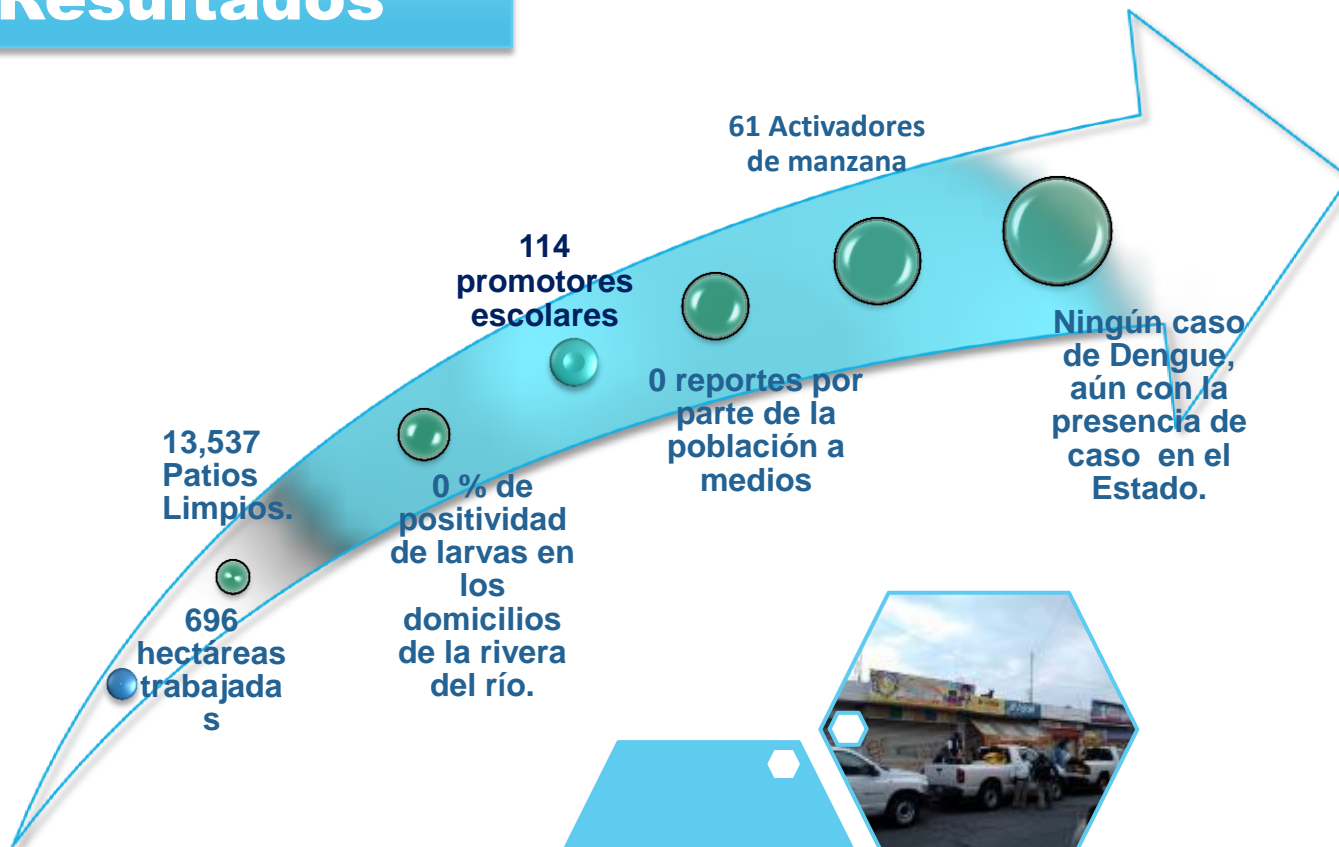 Resultados
696
hectáreas
trabajada
s
13,537
Patios
Limpios.
0 % de
positividad
de larvas en
los
domicilios
de la rivera
del río.
114
promotores
escolares
0 reportes por
parte de la
población a
medios
61 Activadores
de manzana
Ningún caso
de Dengue,
aún con la
presencia de
caso en el
Estado.